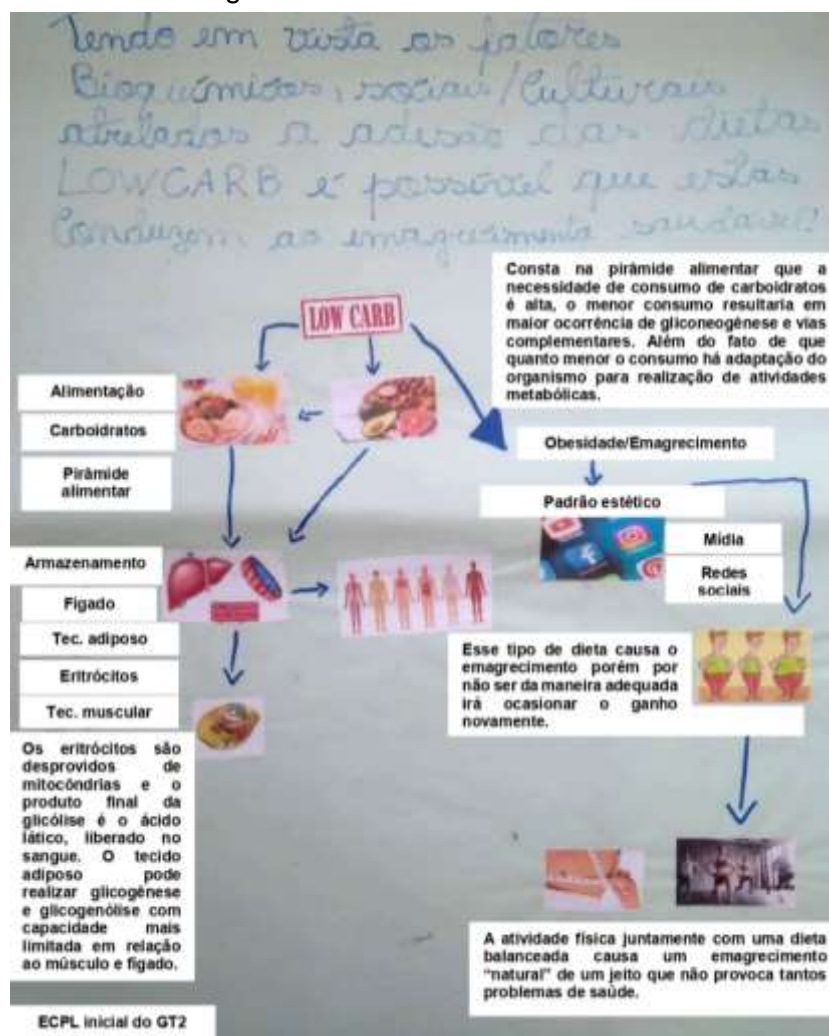 Tendo em vista os fatores
Bioquímicos, sociais/Culturais
atrelados a adesão das dietas
LOWCARB é possível que estas
Conduzem ao emagrecimento saudável?
Consta na pirâmide alimentar que a
necessidade de consumo de carboidratos
é alta, o menor consumo resultaria em
maior ocorrência de gliconeogênese e vias
complementares. Além do fato de que
quanto menor o consumo há adaptação do
organismo para realização de atividades
metabólicas.
LOW CARB
Alimentação
Carboidratos
Pirâmide
alimentar
Obesidade/Emagrecimento
Padrão estético
Mídia
Redes
sociais
Armazenamento
Fígado
Tec. adiposo
Eritrócitos
Tec. muscular
Esse tipo de dieta causa o
emagrecimento porém por
não ser da maneira adequada
irá ocasionar o ganho
novamente.
Os eritrócitos são
desprovidos de
mitocôndrias e o
produto final da
glicólise é o ácido
lático, liberado no
sangue. O tecido
adiposo pode
realizar glicogênese
e glicogenólise com
capacidade mais
limitada em relação
ao músculo e fígado.
A atividade física juntamente com uma dieta
balanceada causa um emagrecimento
"natural" de um jeito que não provoca tantos
problemas de saúde.
ECPL inicial do GT2